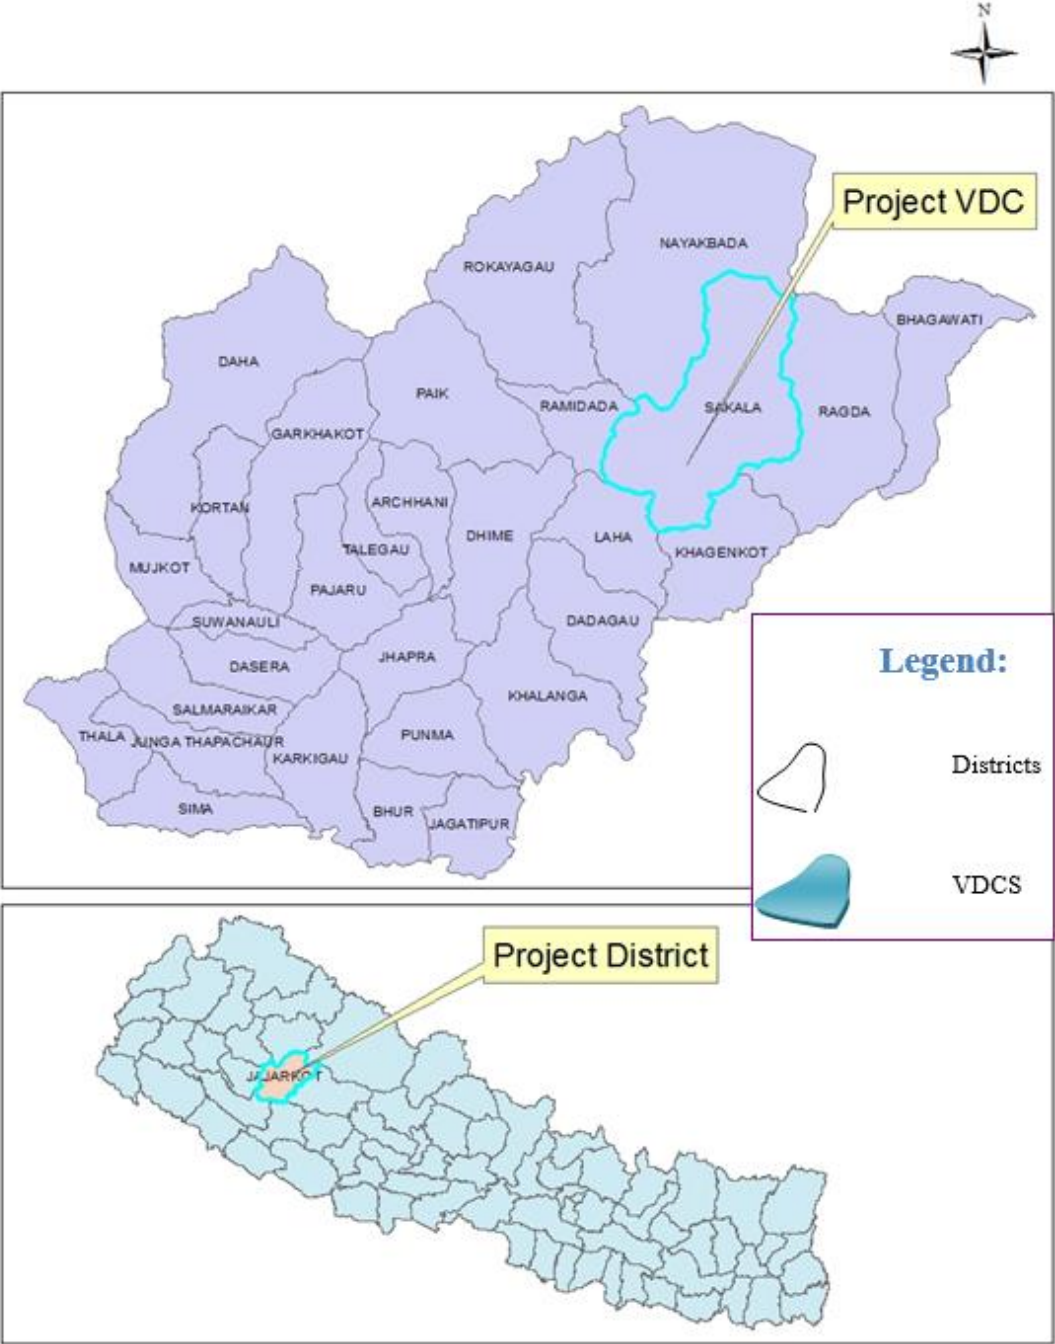 N
Project VDC
NAYAKBADA
ROKAYAGAU
BHAGAWATI
DAHA
PAIK
RAMIDADA
SAKALA
RAGDA
GARKHAKOT
ARCHHANI
KORTAN
DHIME
LAHA
TALEGAU
KHAGENKOT
MUJKOT
PAJARU
SUWANAULI
DADAGAU
JHAPRA
DASERA
Legend:
KHALANGA
SALMARAIKAR
THALA
JUNGA THAPACHAUR
PUNMA
KARKIGAU
Districts
SIMA
BHUR
JAGATIPUR
VDCS
Project District
JAJARKOT